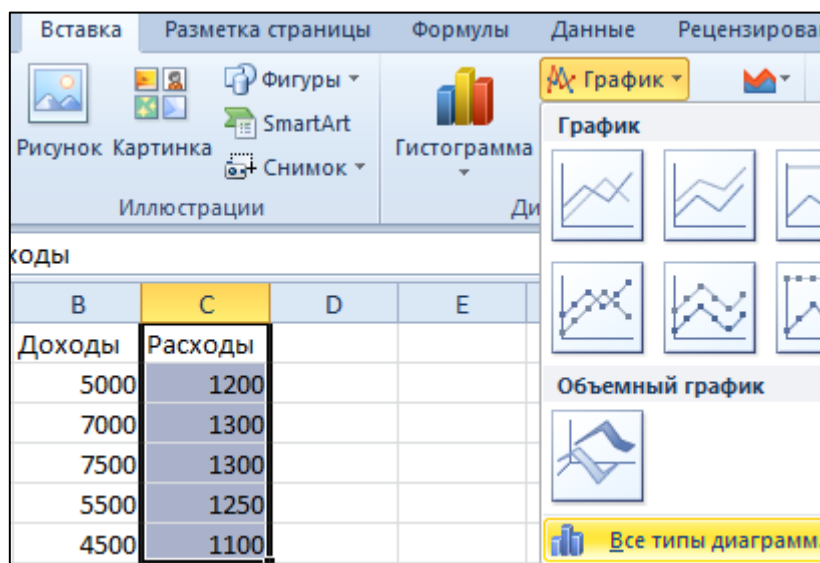 Вставка Разметка страницы Формулы Данные Рецензирова
Фигуры График
SmartArt График
Рисунок Картинка Гистограмма
Снимок
Иллюстрации Ди
ходы
B C D E
Доходы Расходы
5000 1200
7000 1300
Объемный график
7500 1300
5500 1250
4500 1100
Все типы диаграмм